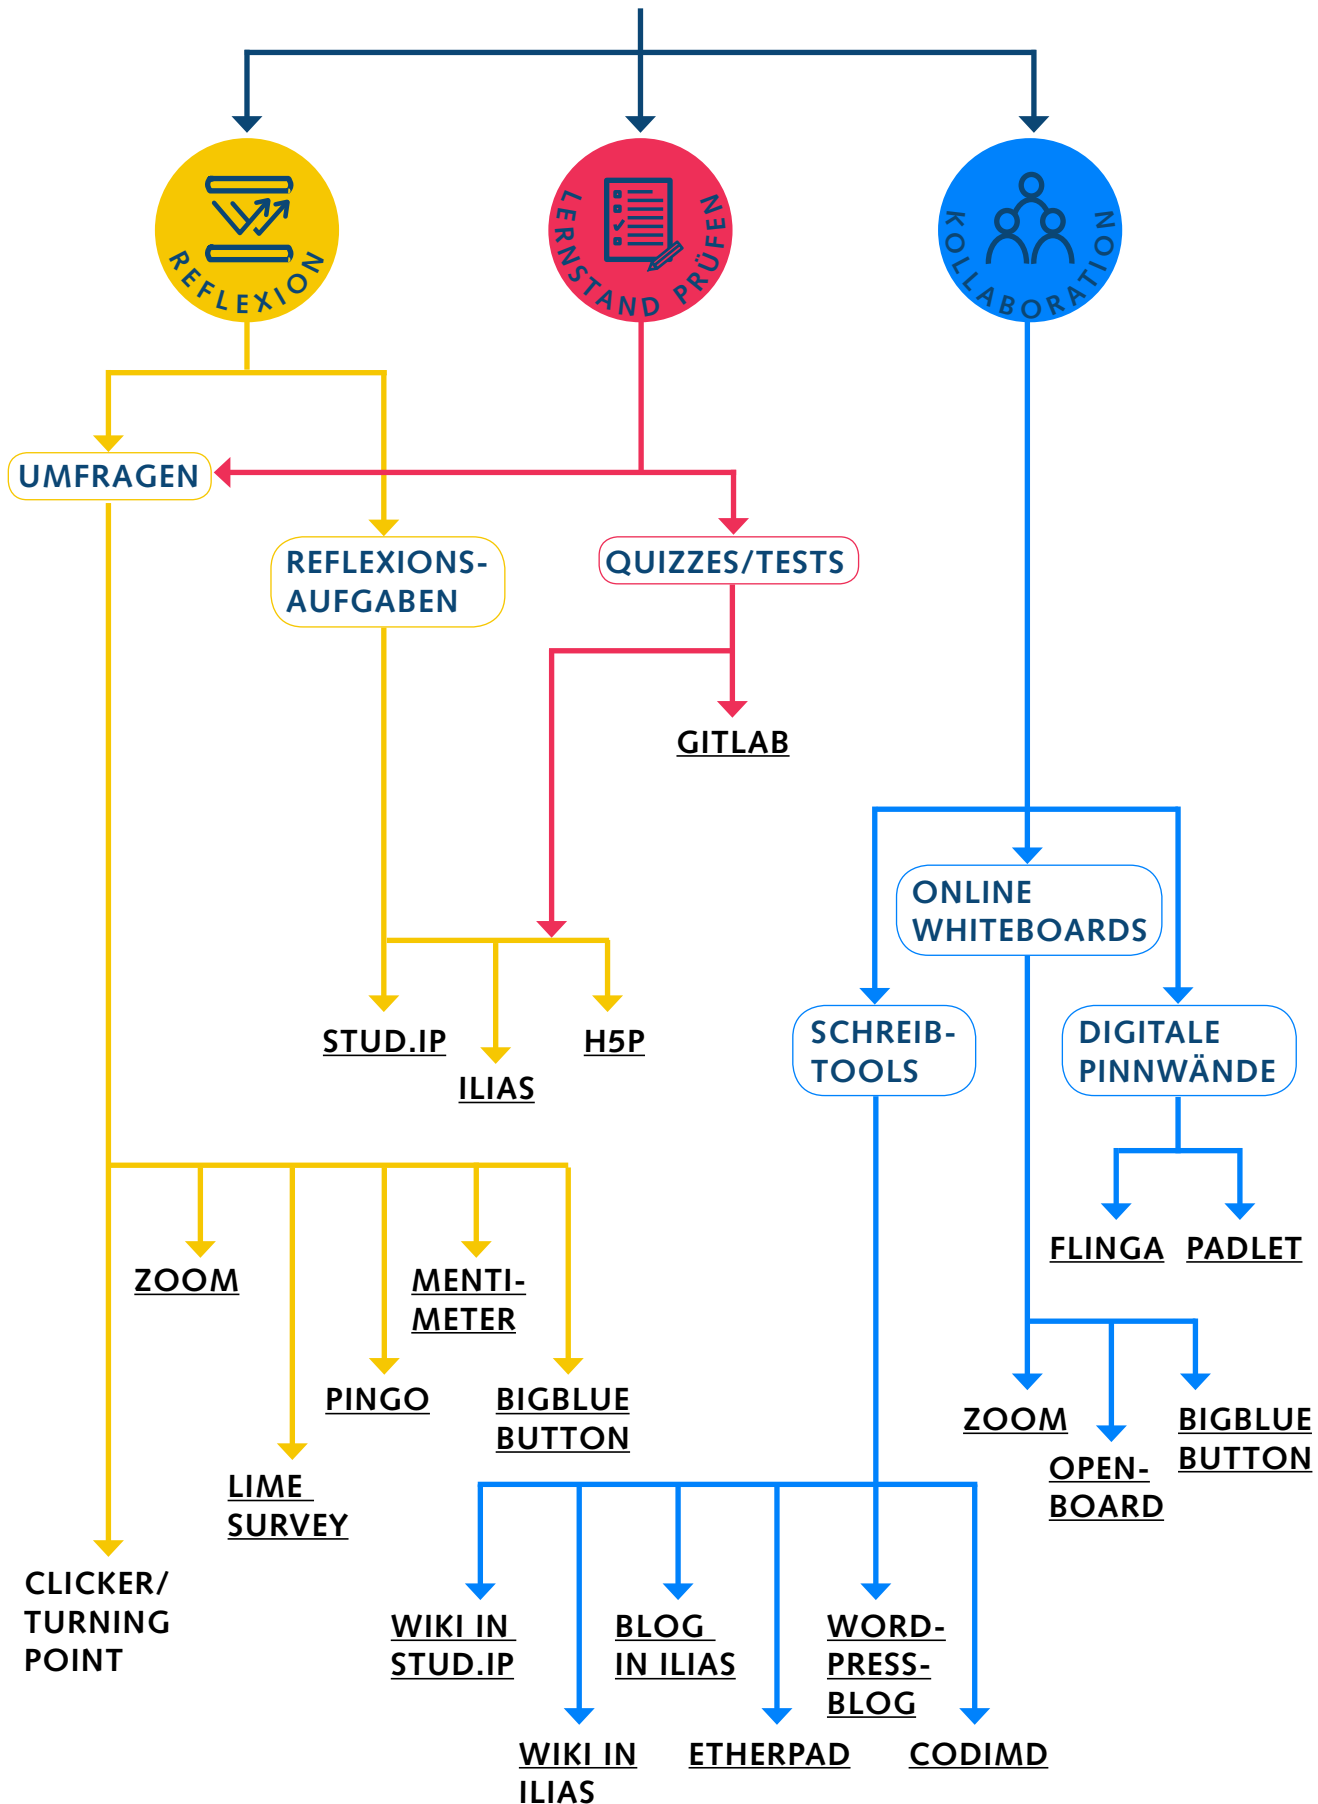 REFLEXION
LERNSTAND PRÜFEN
KOLLABORATION
UMFRAGEN
REFLEXIONS-
AUFGABEN
QUIZZES/TESTS
GITLAB
ONLINE
WHITEBOARDS
STUD.IP
ILIAS
H5P
SCHREIB-
TOOLS
DIGITALE
PINNWÄNDE
FLINGA
PADLET
ZOOM
MENTI-
METER
PINGO
BIGBLUE
BUTTON
LIME
SURVEY
CLICKER/
TURNING
POINT
ZOOM
OPEN-
BOARD
BIGBLUE
BUTTON
WIKI IN
STUD.IP
BLOG
IN ILIAS
WORD-
PRESS-
BLOG
WIKI IN
ILIAS
ETHERPAD
CODIMD